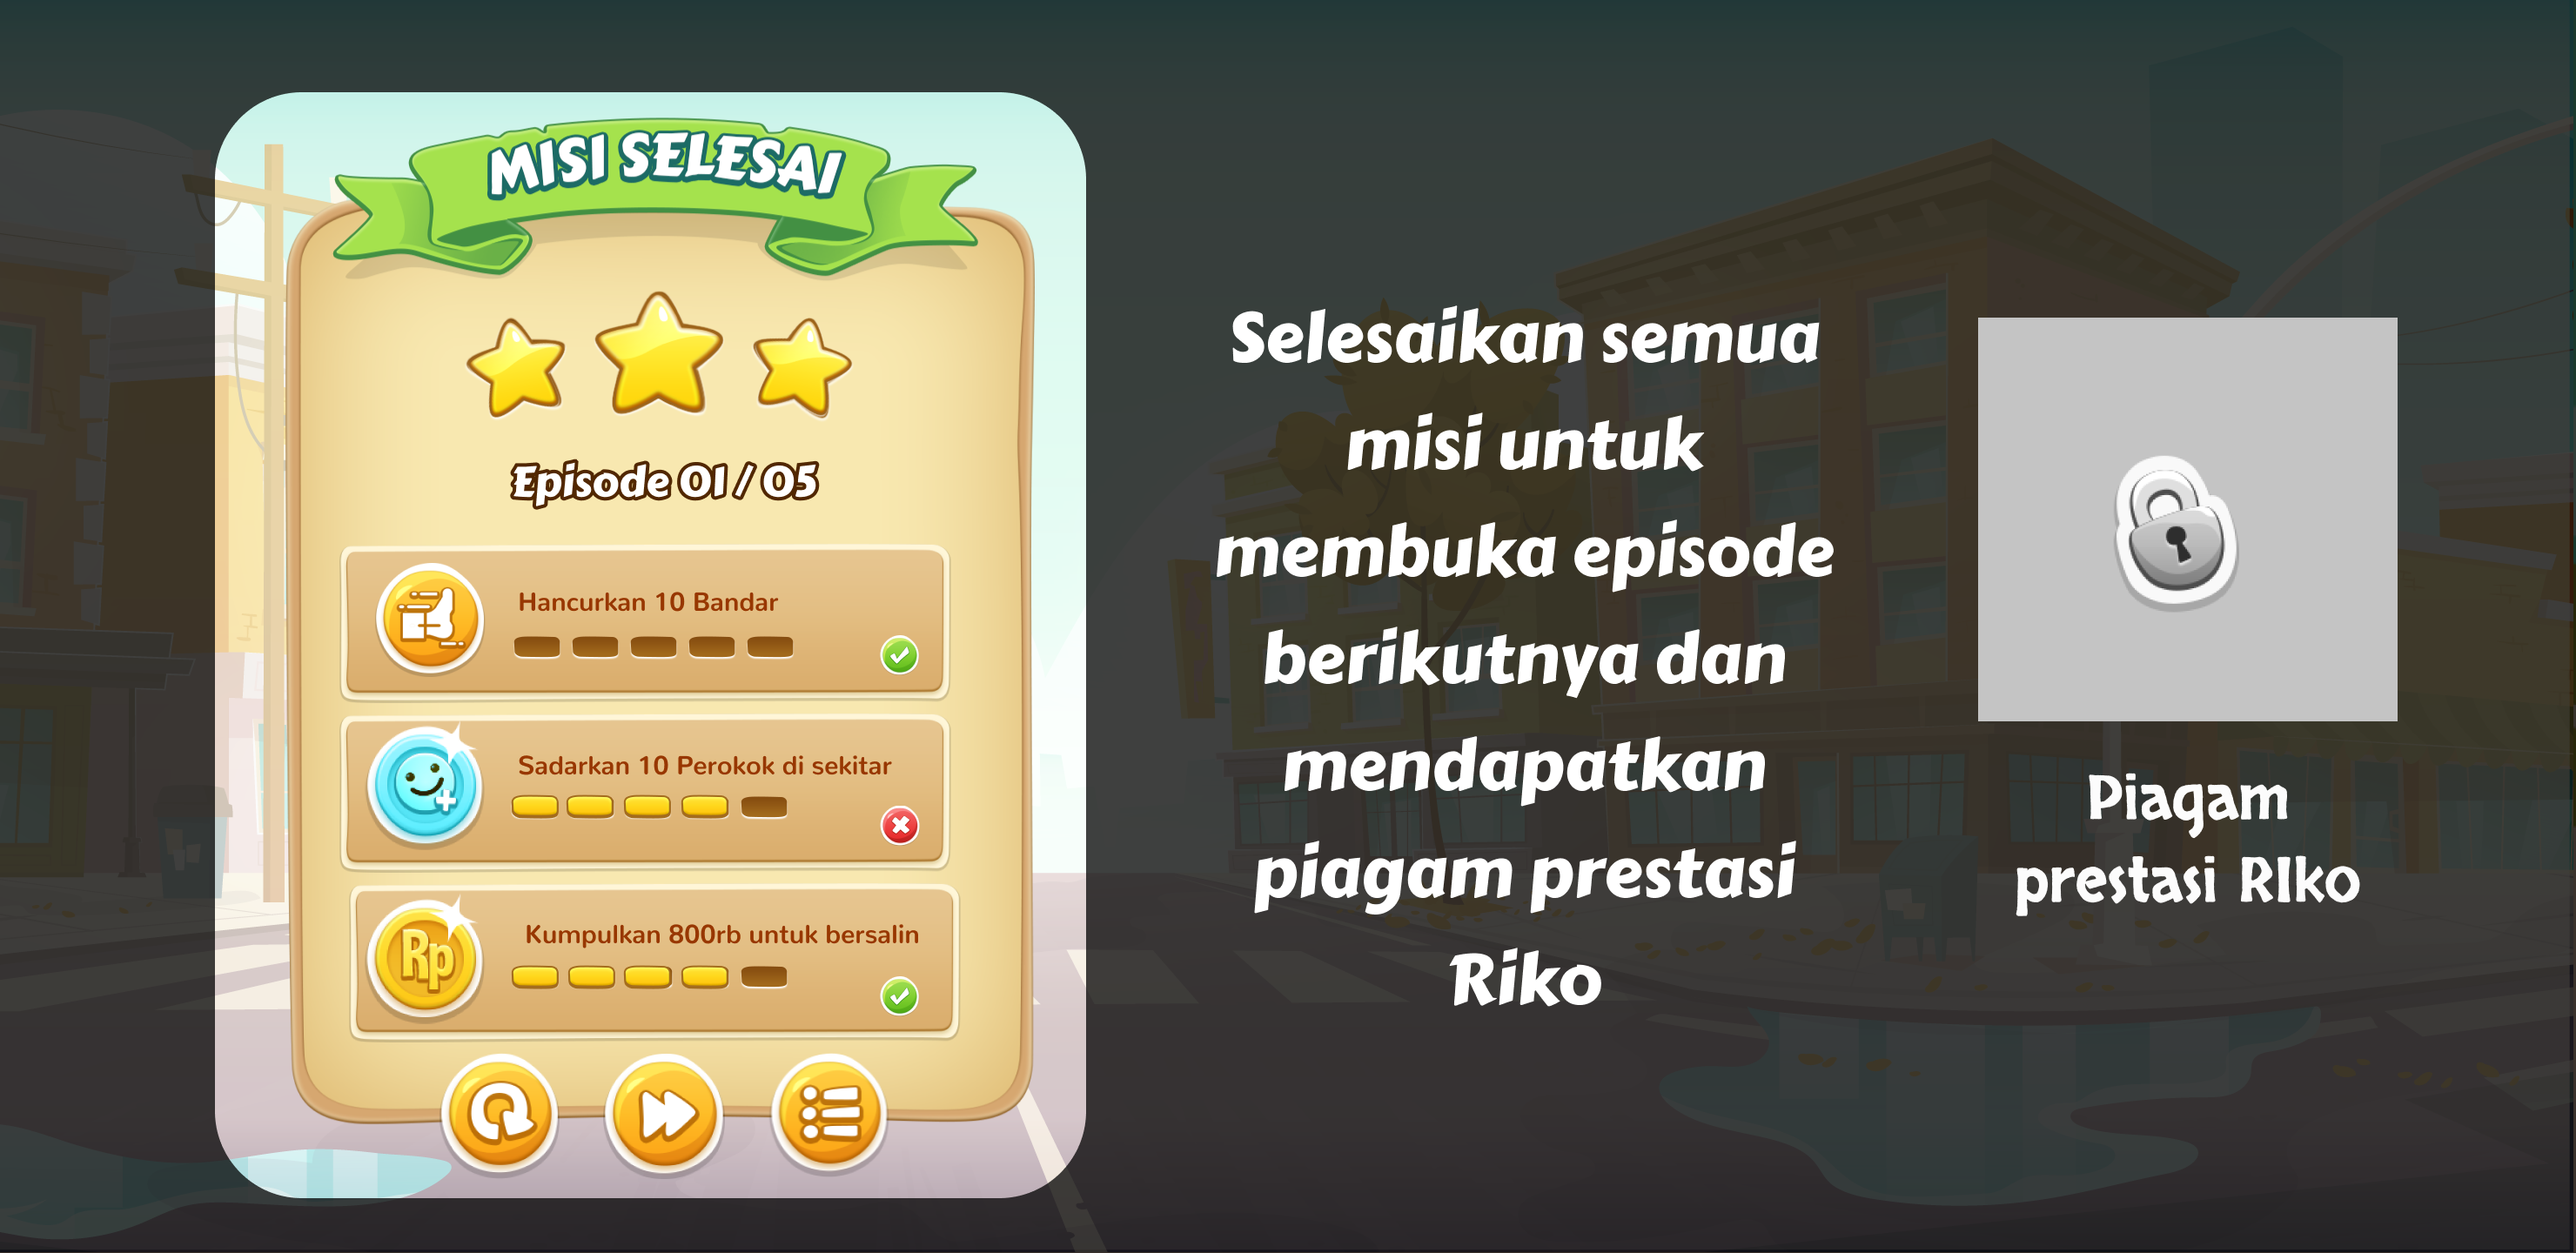 MISI SELESAI
Episode 01 / 05
Hancurkan 10 Bandar
Sadarkan 10 Perokok di sekitar
Rp
Kumpulkan 800rb untuk bersalin
Selesaikan semua
misi untuk
membuka episode
berikutnya dan
mendapatkan
piagam prestasi
Riko
Piagam
prestasi RIko